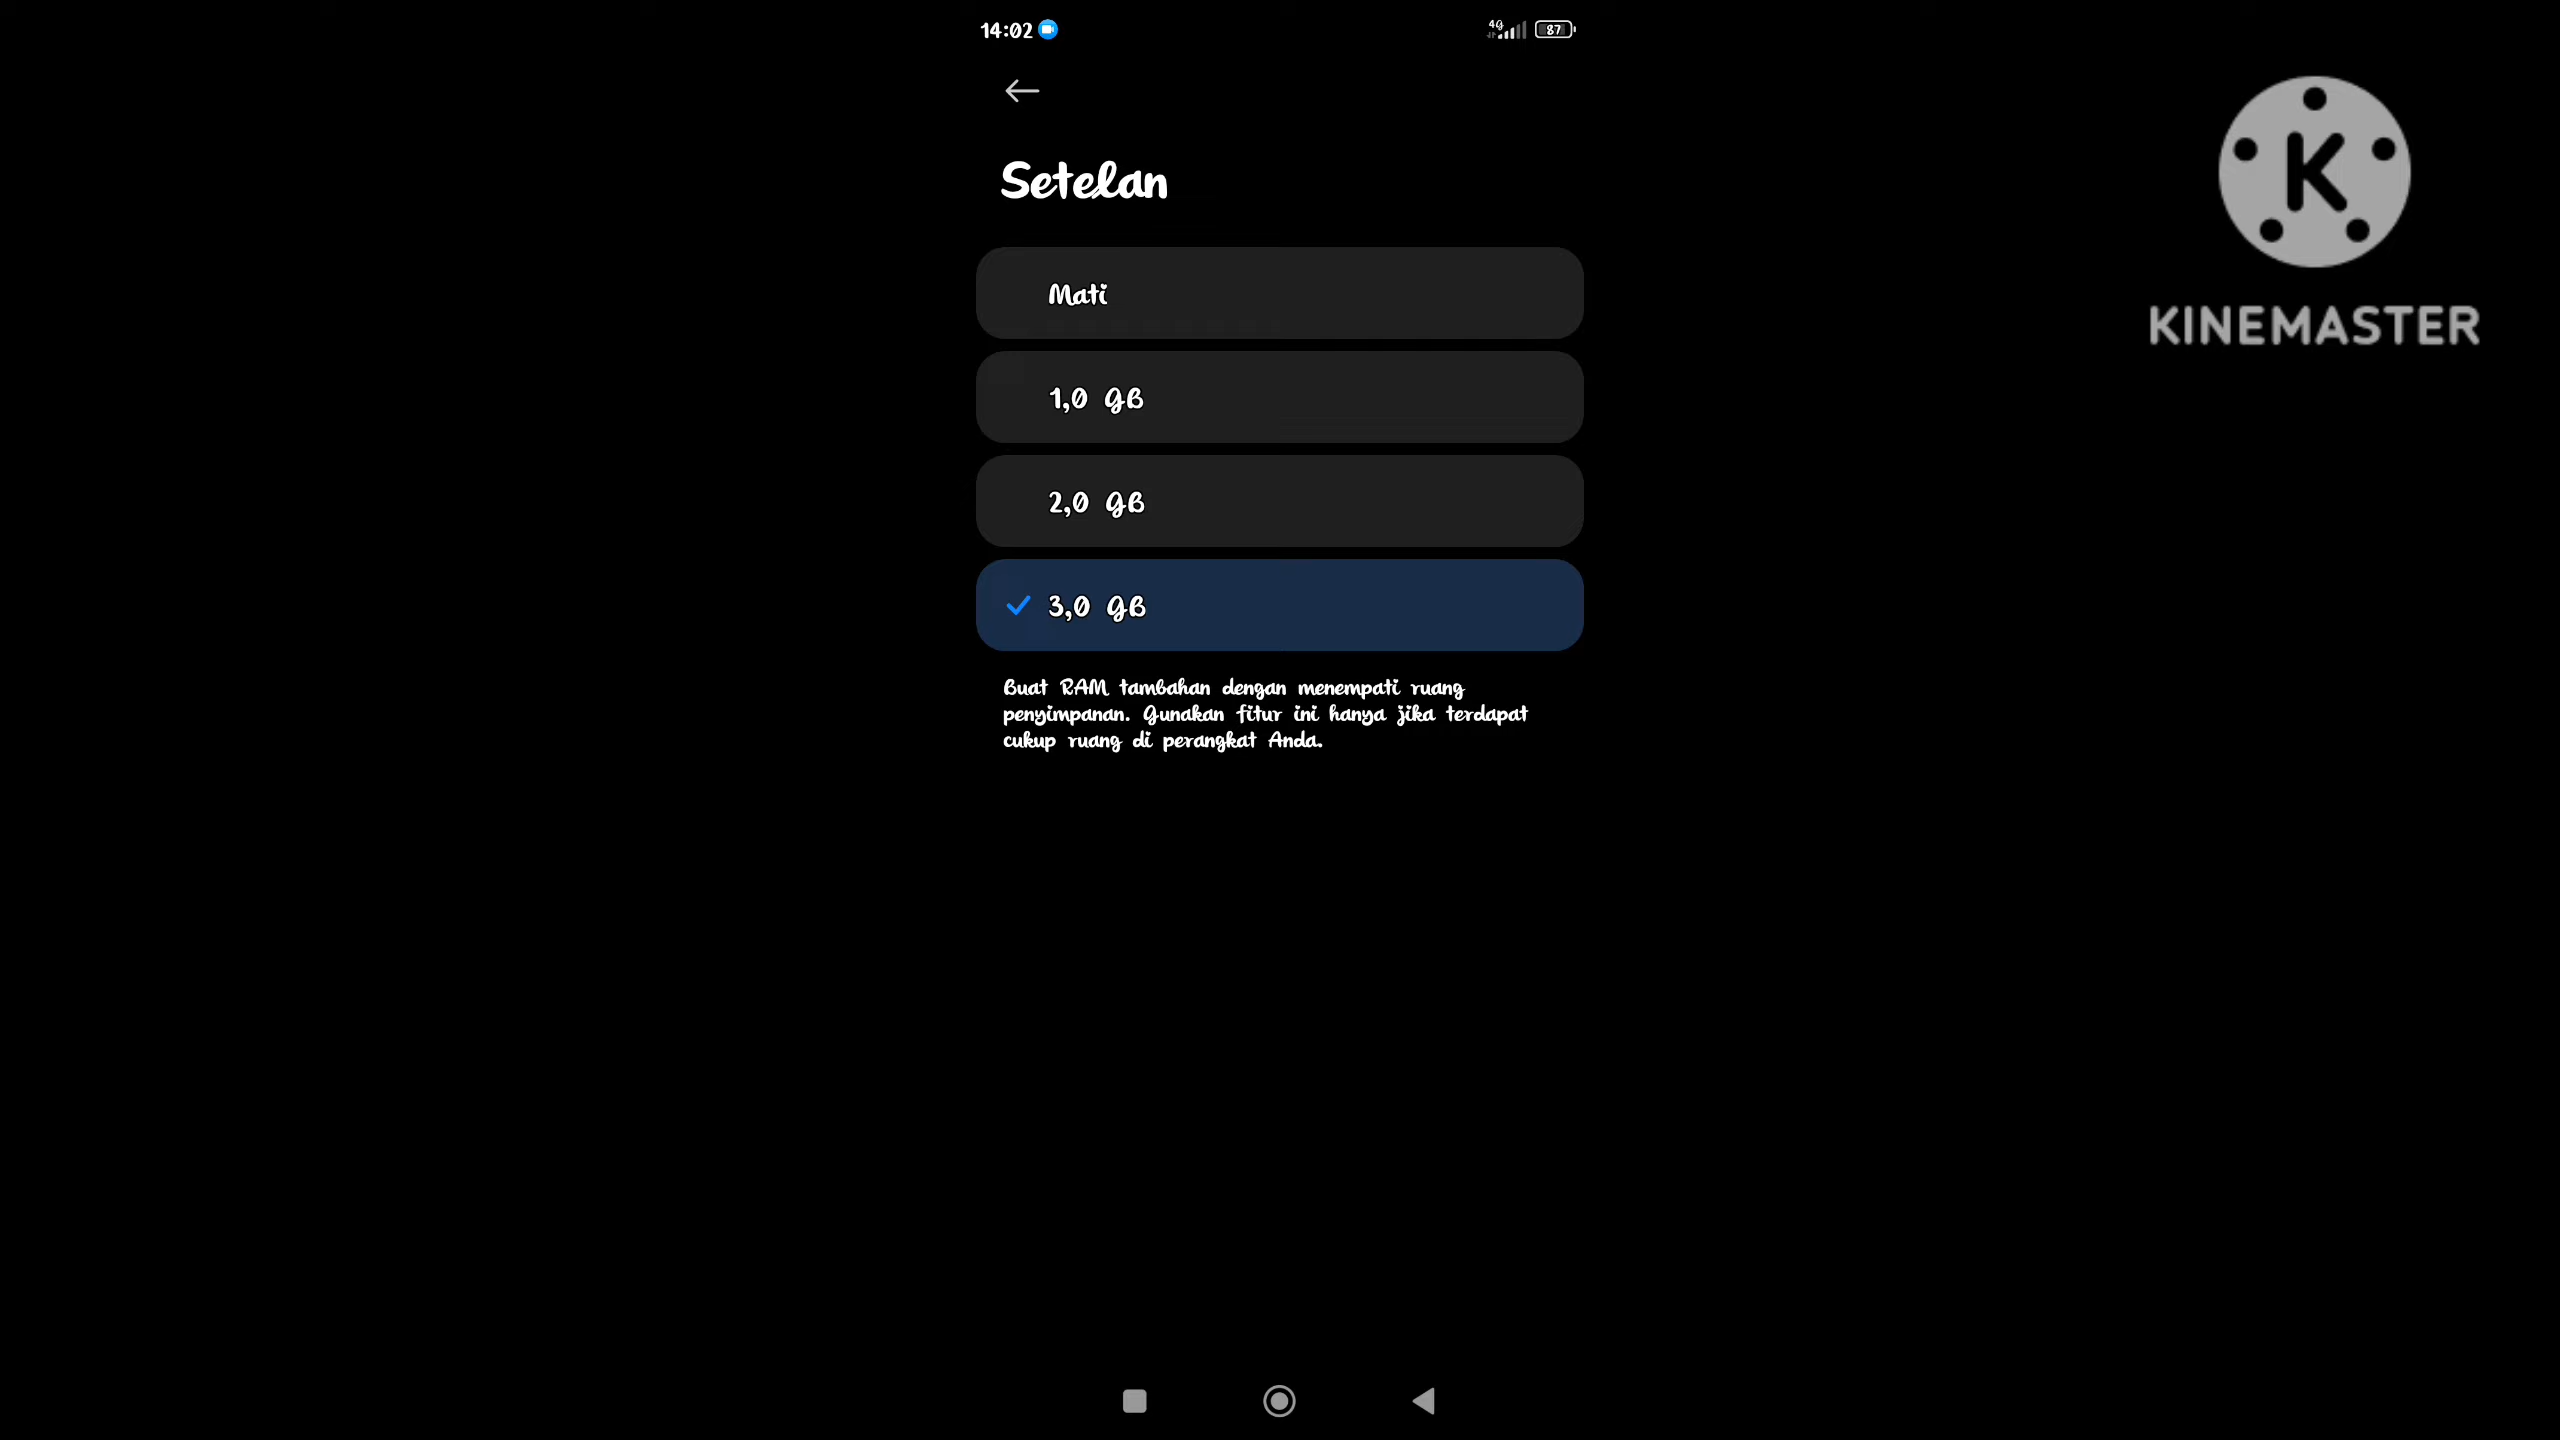 14:02
4G
87
Setelan
Mati
1,0 GB
2,0 GB
3,0 GB
Buat RAM tambahan dengan menempati ruang
penyimpanan. Gunakan fitur ini hanya jika terdapat
cukup ruang di perangkat Anda.
K
KINEMASTER